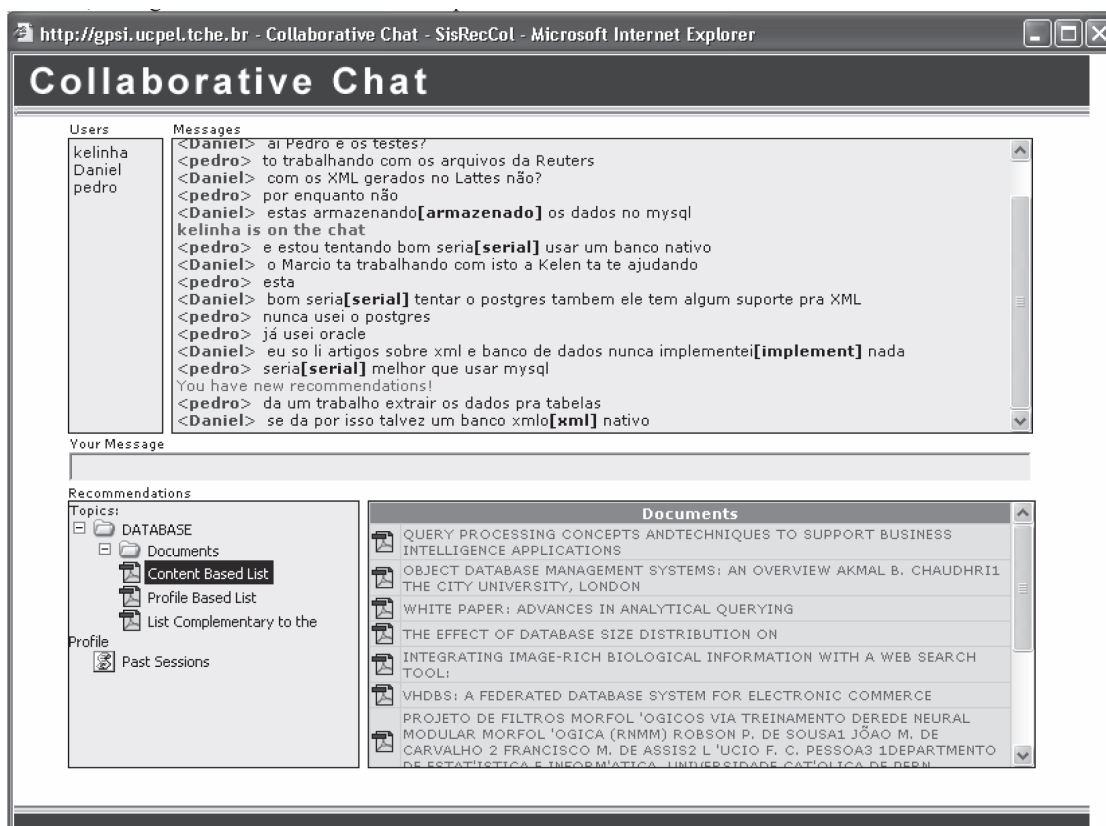 http://gpsi.ucpel.tche.br - Collaborative Chat - SisRecCol - Microsoft Internet Explorer
Collaborative Chat
Users
kelinha
Daniel
pedro
Messages
<Daniel> ai Pedro e os testes?
<pedro> to trabalhando com os arquivos da Reuters
<Daniel> com os XML gerados no Lattes não?
<pedro> por enquanto não
<Daniel> estas armazenando[armazenado] os dados no mysql
kelinha is on the chat
<pedro> e estou tentando bom seria[serial] usar um banco nativo
<Daniel> o Marcio ta trabalhando com isto a Kelen ta te ajudando
<pedro> esta
<Daniel> bom seria[serial] tentar o postgres tambem ele tem algum suporte pra XML
<pedro> nunca usei o postgres
<pedro> já usei oracle
<Daniel> eu so li artigos sobre xml e banco de dados nunca implementei[implement] nada
<pedro> seria[serial] melhor que usar mysql
You have new recommendations!
<pedro> da um trabalho extrair os dados pra tabelas
<Daniel> se da por isso talvez um banco xmlo[xml] nativo
Your Message
Recommendations
Topics:
DATABASE
Documents
Content Based List
Profile Based List
List Complementary to the
Profile
Past Sessions
Documents
QUERY PROCESSING CONCEPTS ANDTECHNIQUES TO SUPPORT BUSINESS
INTELLIGENCE APPLICATIONS
OBJECT DATABASE MANAGEMENT SYSTEMS: AN OVERVIEW AKMAL B. CHAUDHRI1
THE CITY UNIVERSITY, LONDON
WHITE PAPER: ADVANCES IN ANALYTICAL QUERYING
THE EFFECT OF DATABASE SIZE DISTRIBUTION ON
INTEGRATING IMAGE-RICH BIOLOGICAL INFORMATION WITH A WEB SEARCH
TOOL:
VHDBS: A FEDERATED DATABASE SYSTEM FOR ELECTRONIC COMMERCE
PROJETO DE FILTROS MORFOL 'OGICOS VIA TREINAMENTO DEREDE NEURAL
MODULAR MORFOL 'OGICA (RNMM) ROBSON P. DE SOUSA1 JÕAO M. DE
CARVALHO 2 FRANCISCO M. DE ASSIS2 L 'UCIO F. C. PESSOA3 1DEPARTMENTO
DE ESTAT'ISTICA E INFORM'ATICA, UNIVERSIDADE CAT'OLICA DE PERN